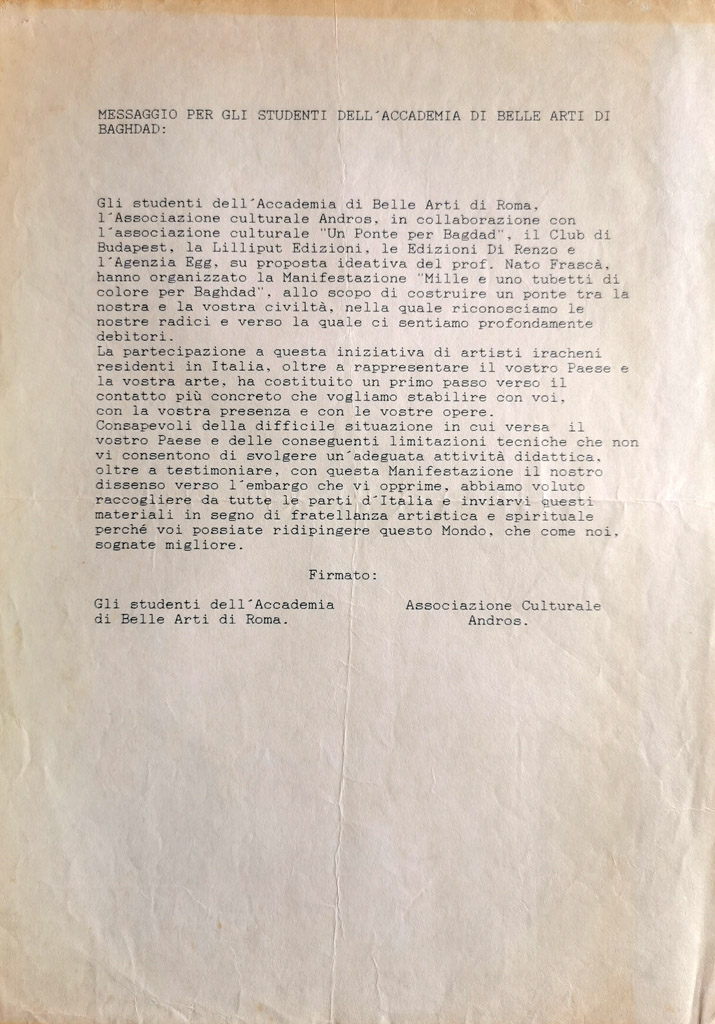 MESSAGGIO PER GLI STUDENTI DELL´ACCADEMIA DI BELLE ARTI DI
BAGHDAD:
Gli studenti dell´Accademia di Belle Arti di Roma,
l´Associazione culturale Andros, in collaborazione con
l´associazione culturale "Un Ponte per Bagdad", il Club di
Budapest, la Lilliput Edizioni, le Edizioni Di Renzo e
l´Agenzia Egg, su proposta ideativa del prof. Nato Frascà,
hanno organizzato la Manifestazione "Mille e uno tubetti di
colore per Baghdad", allo scopo di costruire un ponte tra la
nostra e la vostra civiltà, nella quale riconosciamo le
nostre radici e verso la quale ci sentiamo profondamente
debitori.
La partecipazione a questa iniziativa di artisti iracheni
residenti in Italia, oltre a rappresentare il vostro Paese e
la vostra arte, ha costituito un primo passo verso il
contatto più concreto che vogliamo stabilire con voi,
con la vostra presenza e con le vostre opere.
Consapevoli della difficile situazione in cui versa  il
vostro Paese e delle conseguenti limitazioni tecniche che non
vi consentono di svolgere un´adeguata attività didattica,
oltre a testimoniare, con questa Manifestazione il nostro
dissenso verso l´embargo che vi opprime, abbiamo voluto
raccogliere da tutte le parti d´Italia e inviarvi questi
materiali in segno di fratellanza artistica e spirituale
perché voi possiate ridipingere questo Mondo, che come noi,
sognate migliore.
Firmato:
Gli studenti dell´Accademia Associazione Culturale
di Belle Arti di Roma. Andros.